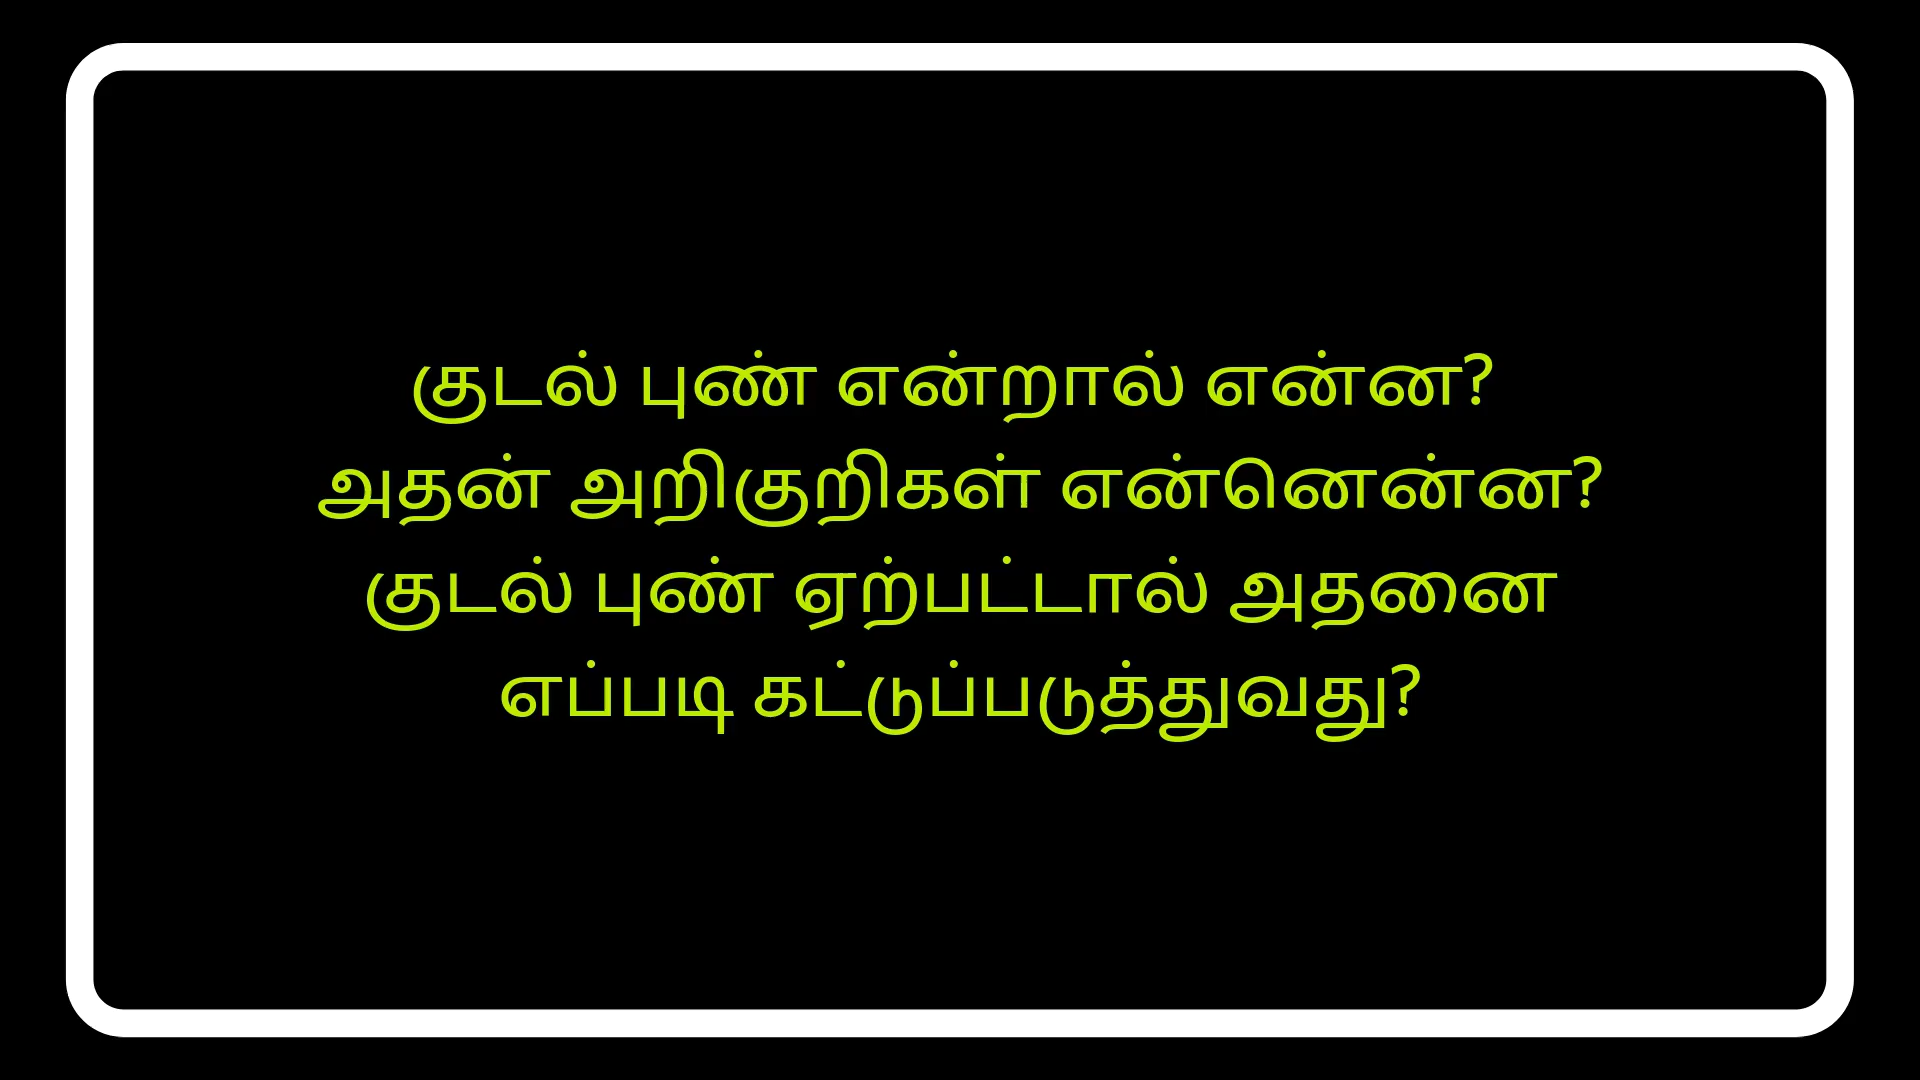 குடல் புண் என்றால் என்ன?
அதன் அறிகுறிகள் என்னென்ன?
குடல் புண் ஏற்பட்டால் அதனை
எப்படி கட்டுப்படுத்துவது?